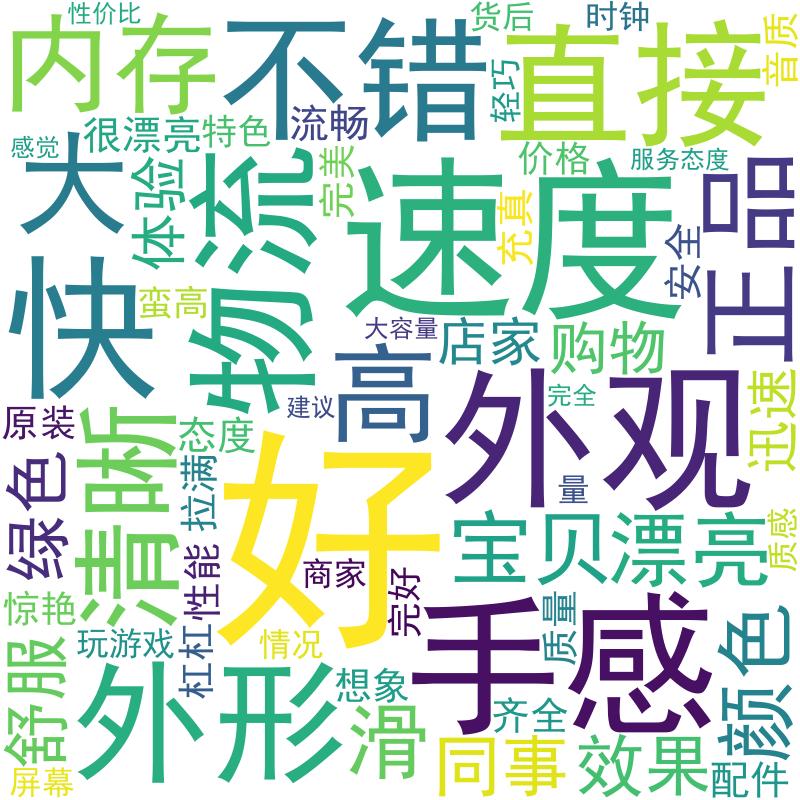 性价比
货后
时钟
内存
不错
直接
音质
轻巧
很漂亮
特色
流畅
感觉
大
体验
物流
完美
价格
服务态度
速度
充真
正品
安全
快
蛮高
大容量
店家
购物
高
外观
完全
迅速
建议
原装
清晰
态度
好
绿色
拉满
量
宝贝
漂亮
质感
性能
商家
完好
手感
质量
颜色
惊艳
玩游戏
杠杠
情况
舒服
外形
想象
滑
齐全
同事
效果
配件
屏幕